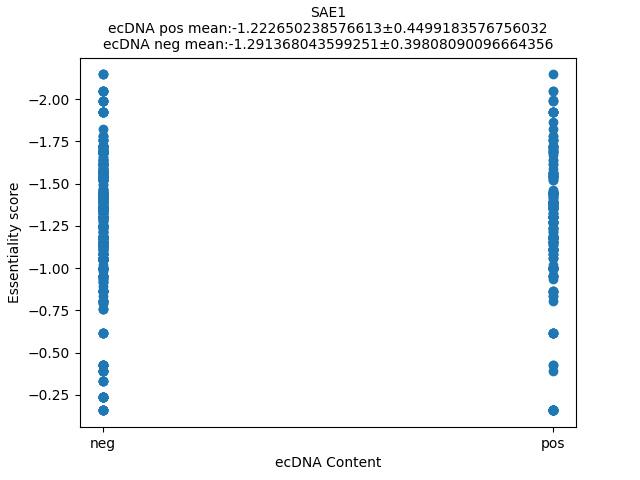 SAE1
ecDNA pos mean:-1.222650238576613±0.4499183576756032
ecDNA neg mean:-1.291368043599251±0.39808090096664356
Essentiality score
−2.00
−1.75
−1.50
−1.25
−1.00
−0.75
−0.50
−0.25
neg
pos
ecDNA Content